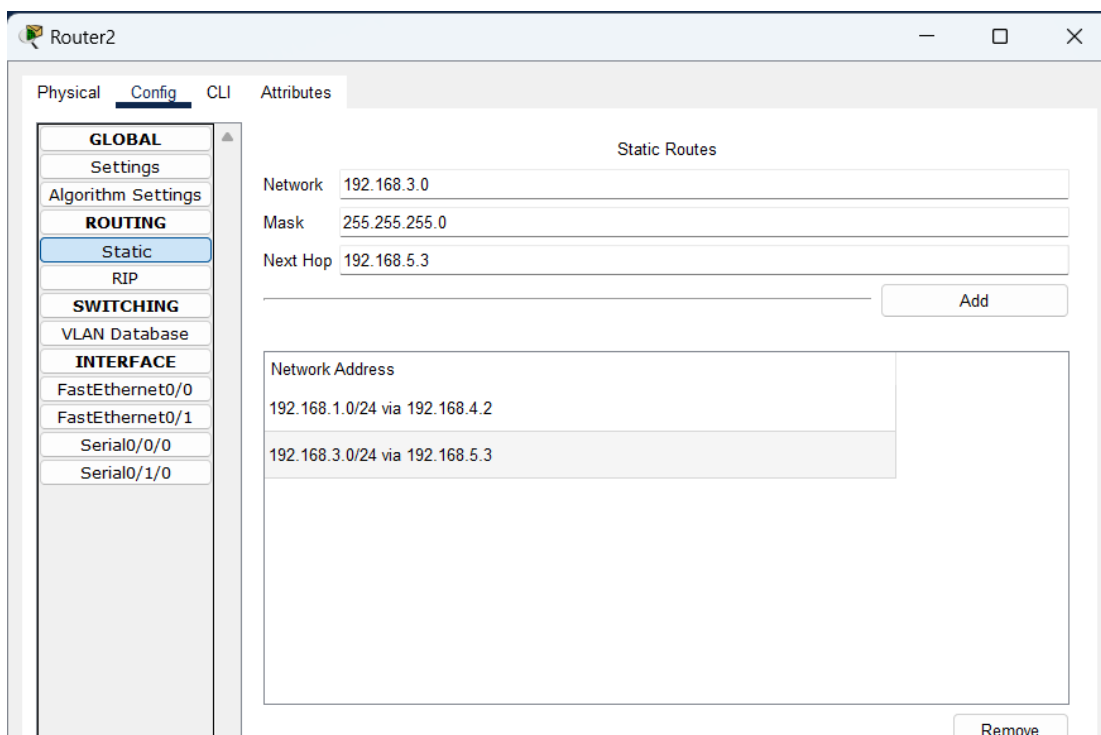 Router2
Physical Config CLI Attributes
GLOBAL
Settings
Algorithm Settings
ROUTING
Static
RIP
SWITCHING
VLAN Database
INTERFACE
FastEthernet0/0
FastEthernet0/1
Serial0/0/0
Serial0/1/0
Static Routes
Network 192.168.3.0
Mask 255.255.255.0
Next Hop 192.168.5.3
Add
Network Address
192.168.1.0/24 via 192.168.4.2
192.168.3.0/24 via 192.168.5.3
Remove